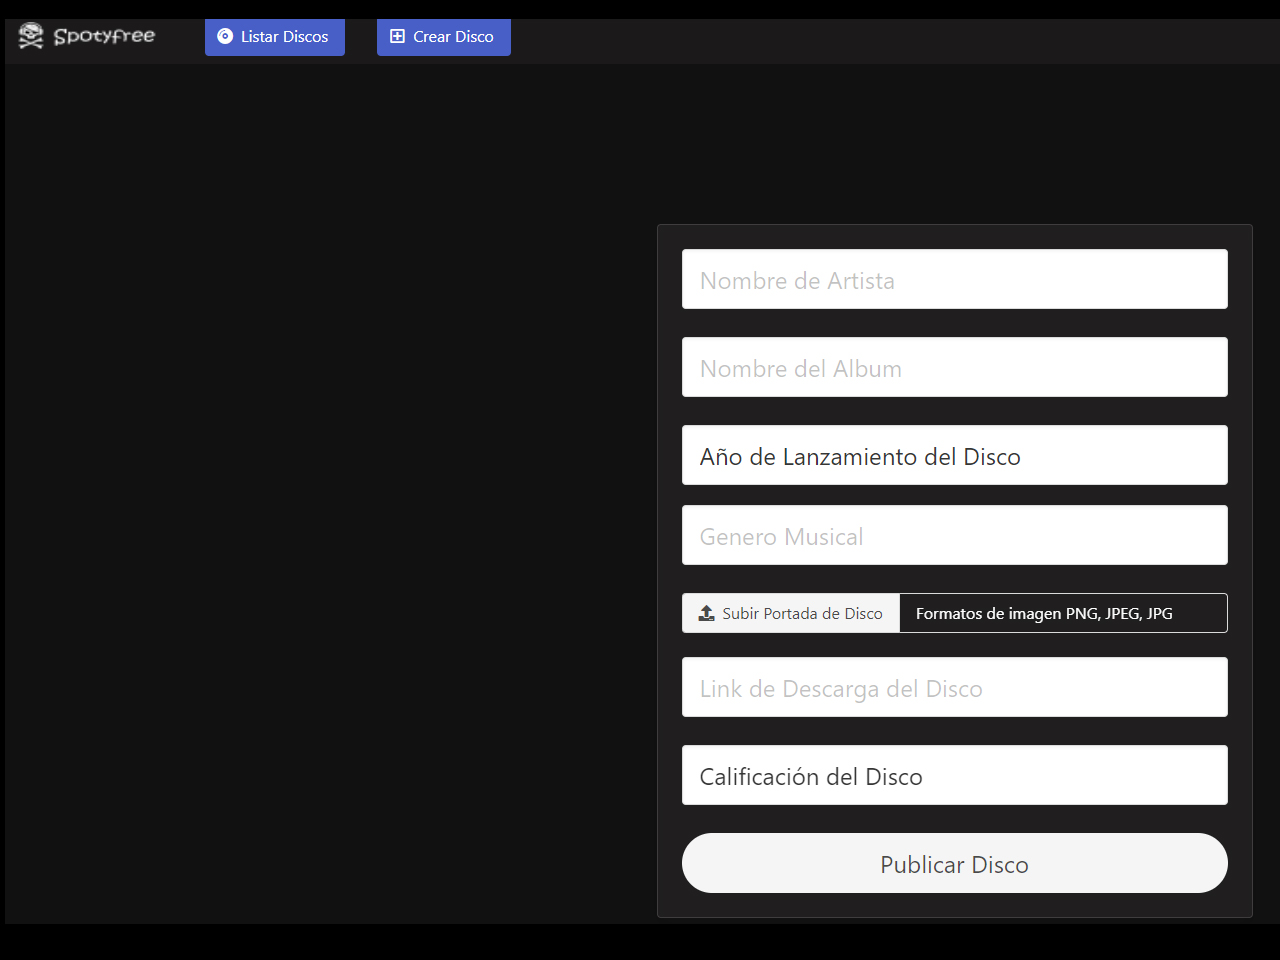 Spotyfree
Listar Discos
Crear Disco
Nombre de Artista
Nombre del Album
Año de Lanzamiento del Disco
Genero Musical
Subir Portada de Disco
Formatos de imagen PNG, JPEG, JPG
Link de Descarga del Disco
Calificación del Disco
Publicar Disco